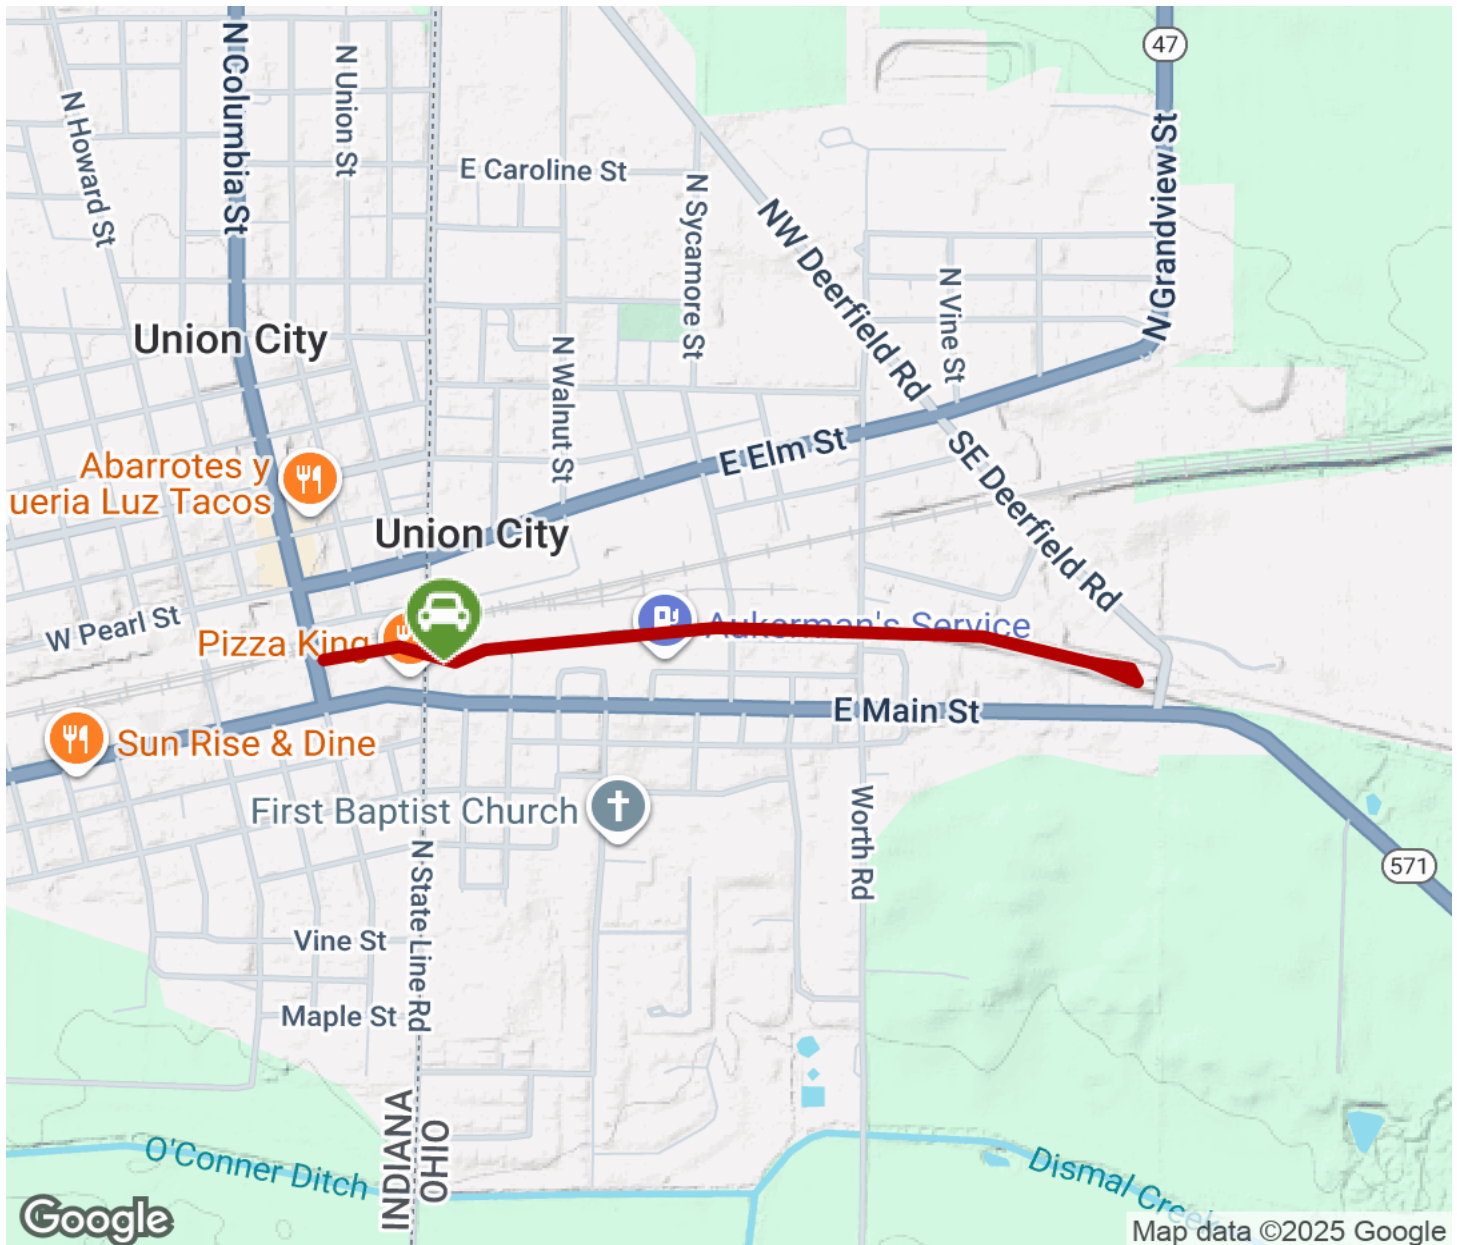 47
N Columbia St
N Union St
N Howard St
E Caroline St
N Sycamore St
NW Deerfield Rd
N Grandview St
N Vine St
Union City
N Walnut St
E Elm St
SE Deerfield Rd
Abarrotes y
ueria Luz Tacos
Union City
W Pearl St
Pizza King
Aukerman's Service
E Main St
Sun Rise & Dine
First Baptist Church
Worth Rd
571
N State Line Rd
Vine St
Maple St
INDIANA
OHIO
O'Conner Ditch
Dismal Creek
Google
Map data ©2025 Google